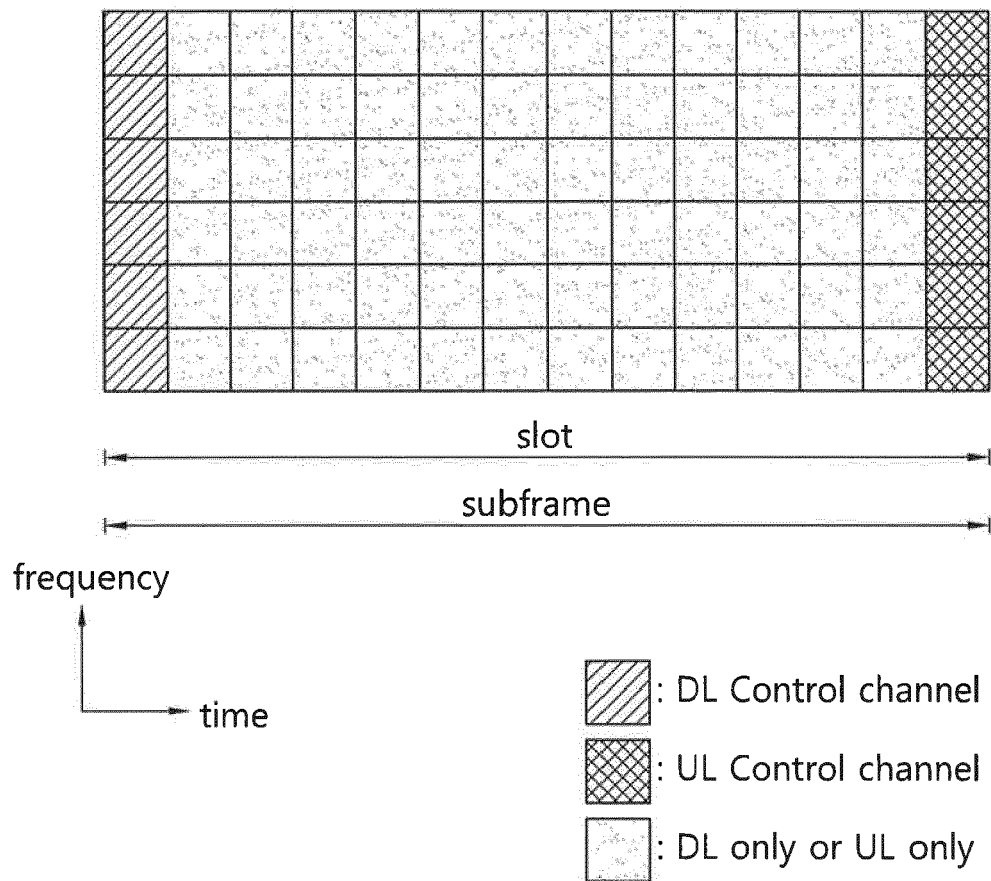 slot
subframe
frequency
time
: DL Control channel
: UL Control channel
: DL only or UL only